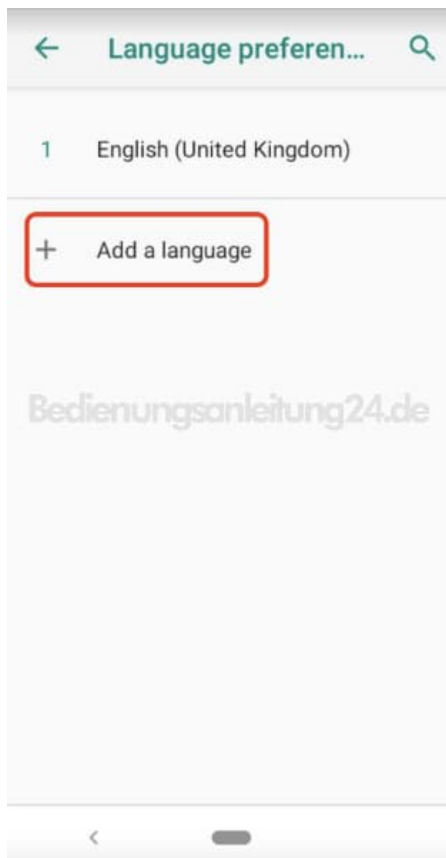 Language preferen...
1 English (United Kingdom)
+ Add a language
Bedienungsanleitung24.de